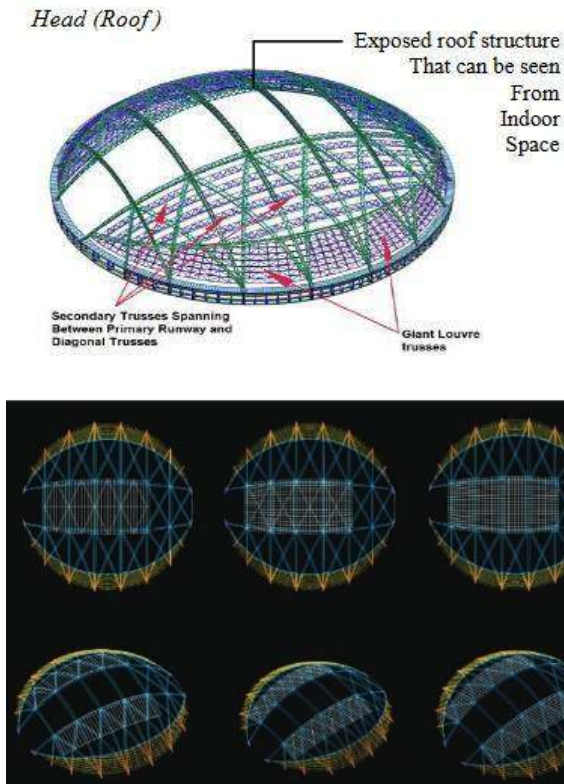 Head (Roof)
Exposed roof structure
That can be seen
From
Indoor
Space
Secondary Trusses Spanning
Between Primary Runway and
Diagonal Trusses
Giant Louvre
trusses